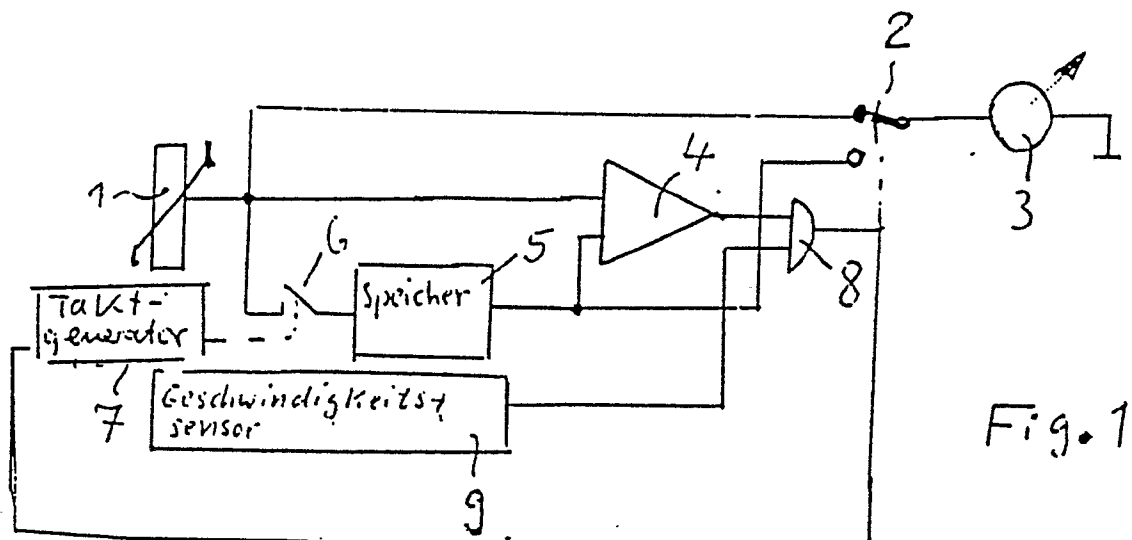 2
4
3
1
6
5
Speicher
8
Takt-
generator
7
Geschwindigkeits-
sensor
9
Fig. 1